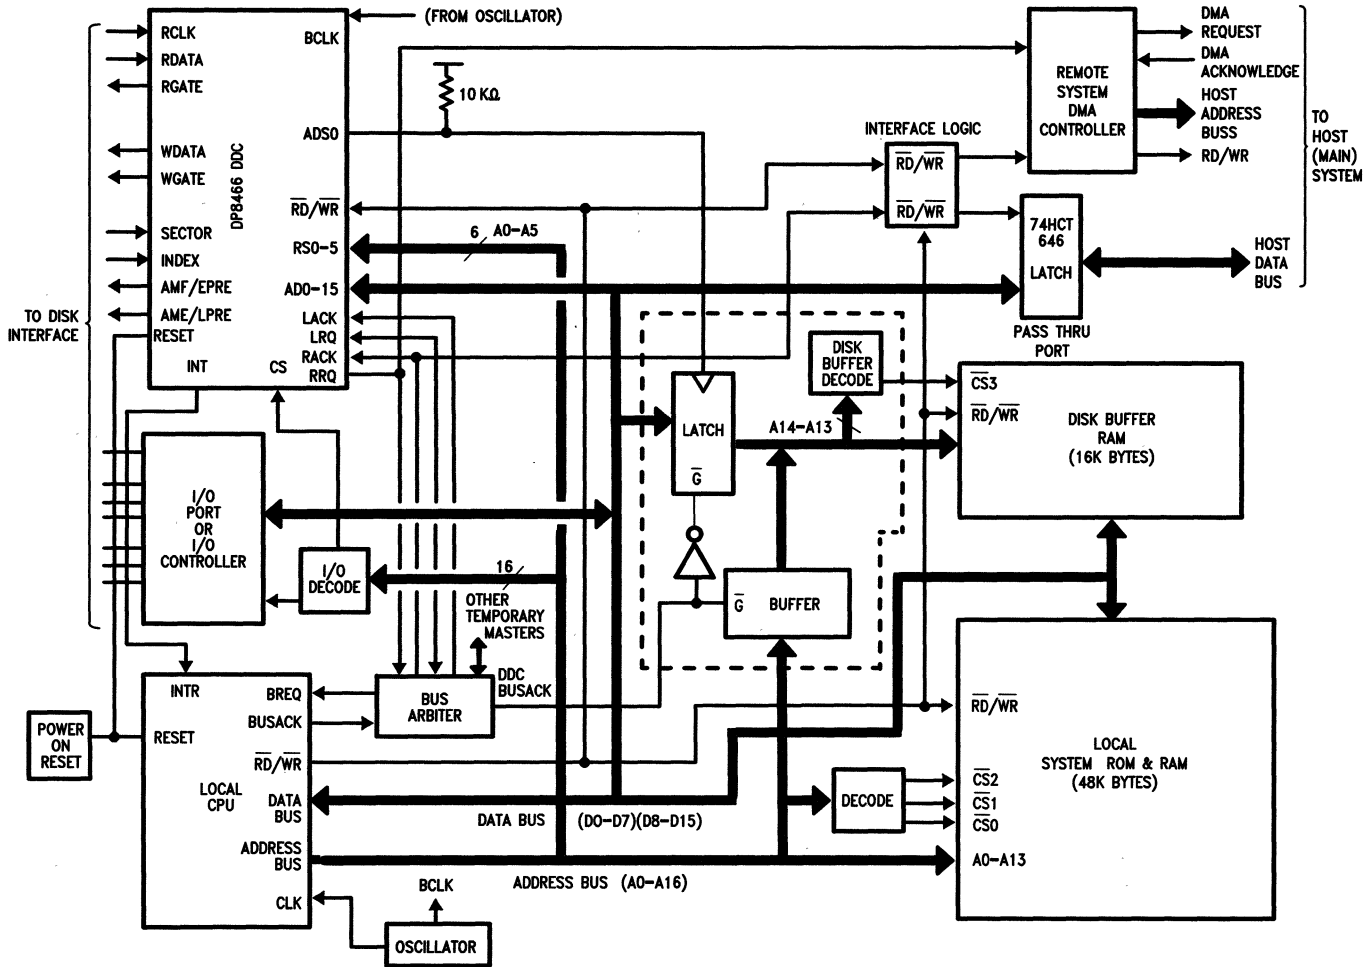 (FROM OSCILLATOR)
RCLK
RDATA
RGATE
WDATA
WGATE
SECTOR
INDEX
AMF/EPRE
AME/LPRE
RESET
INT
CS
DP8466 DDC
BCLK
ADS0
RD/WR
RS0-5
AD0-15
LACK
LRQ
RACK
RRQ
TO DISK
INTERFACE
10 KΩ
6
A0-A5
INTERFACE LOGIC
RD/WR
RD/WR
REMOTE
SYSTEM
DMA
CONTROLLER
DMA
REQUEST
DMA
ACKNOWLEDGE
HOST
ADDRESS
BUSS
RD/WR
TO
HOST
(MAIN)
SYSTEM
74HCT
646
LATCH
HOST
DATA
BUS
PASS THRU
PORT
DISK
BUFFER
DECODE
LATCH
G
A14-A13
CS3
RD/WR
DISK BUFFER
RAM
(16K BYTES)
I/O
PORT
OR
I/O
CONTROLLER
I/O
DECODE
16
OTHER
TEMPORARY
MASTERS
G
BUFFER
DDC
BUSACK
BUS
ARBITER
POWER
ON
RESET
INTR
BREQ
BUSACK
RESET
RD/WR
LOCAL
CPU
DATA
BUS
ADDRESS
BUS
CLK
DATA BUS (D0-D7)(D8-D15)
ADDRESS BUS (A0-A16)
BCLK
OSCILLATOR
DECODE
RD/WR
CS2
CS1
CS0
A0-A13
LOCAL
SYSTEM ROM & RAM
(48K BYTES)